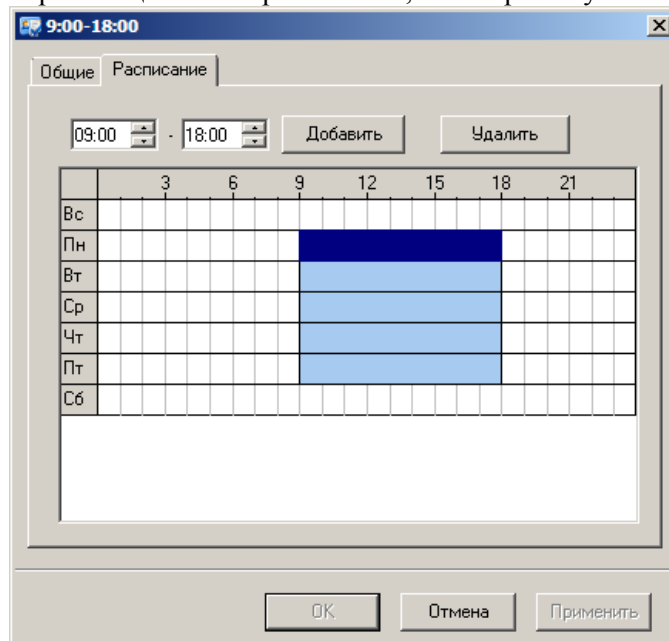 9:00-18:00
Общие Расписание
09:00 - 18:00 Добавить Удалить
3 6 9 12 15 18 21
Вс
Пн
Вт
Ср
Чт
Пт
Сб
OK Отмена Применить